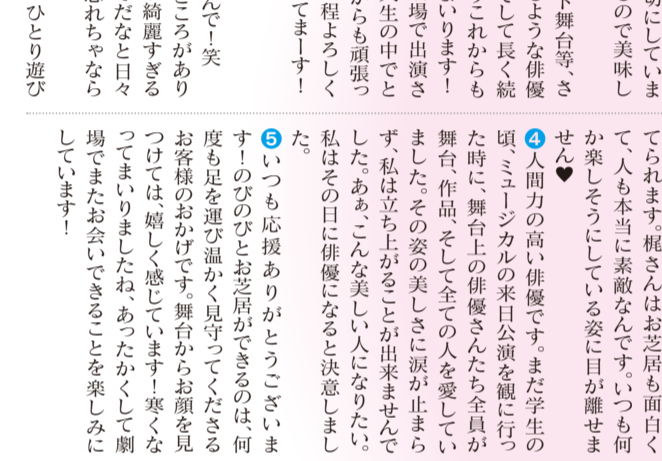 にしていま
ので美味し
下舞台等、さ
ような俳優
して長く続
これからも
いります！
場で出演さ
生の中でと
からも頑張っ
程よろしく
てまーす！
んで！笑
ころがあり
綺麗すぎる
だなと日々
れちゃなら
ひとり遊び
てられます。梶さんはお芝居も面白く
て、人も本当に素敵なんです。いつも何
か楽しそうにしている姿に目が離せま
せん♥
❹人間力の高い俳優です。まだ学生の
頃、ミュージカルの来日公演を観に行っ
た時に、舞台上の俳優さんたち全員が
舞台、作品、そして全ての人を愛してい
ました。その姿の美しさに涙が止まら
ず、私は立ち上がることが出来ませんで
した。あぁ、こんな美しい人になりたい。
私はその日に俳優になると決意しまし
た。
❺いつも応援ありがとうございま
す！のびのびとお芝居ができるのは、何
度も足を運び温かく見守ってくださる
お客様のおかげです。舞台からお顔を見
つけては、嬉しく感じています！寒くな
ってまいりましたね、あったかくして劇
場でまたお会いできることを楽しみに
しています！